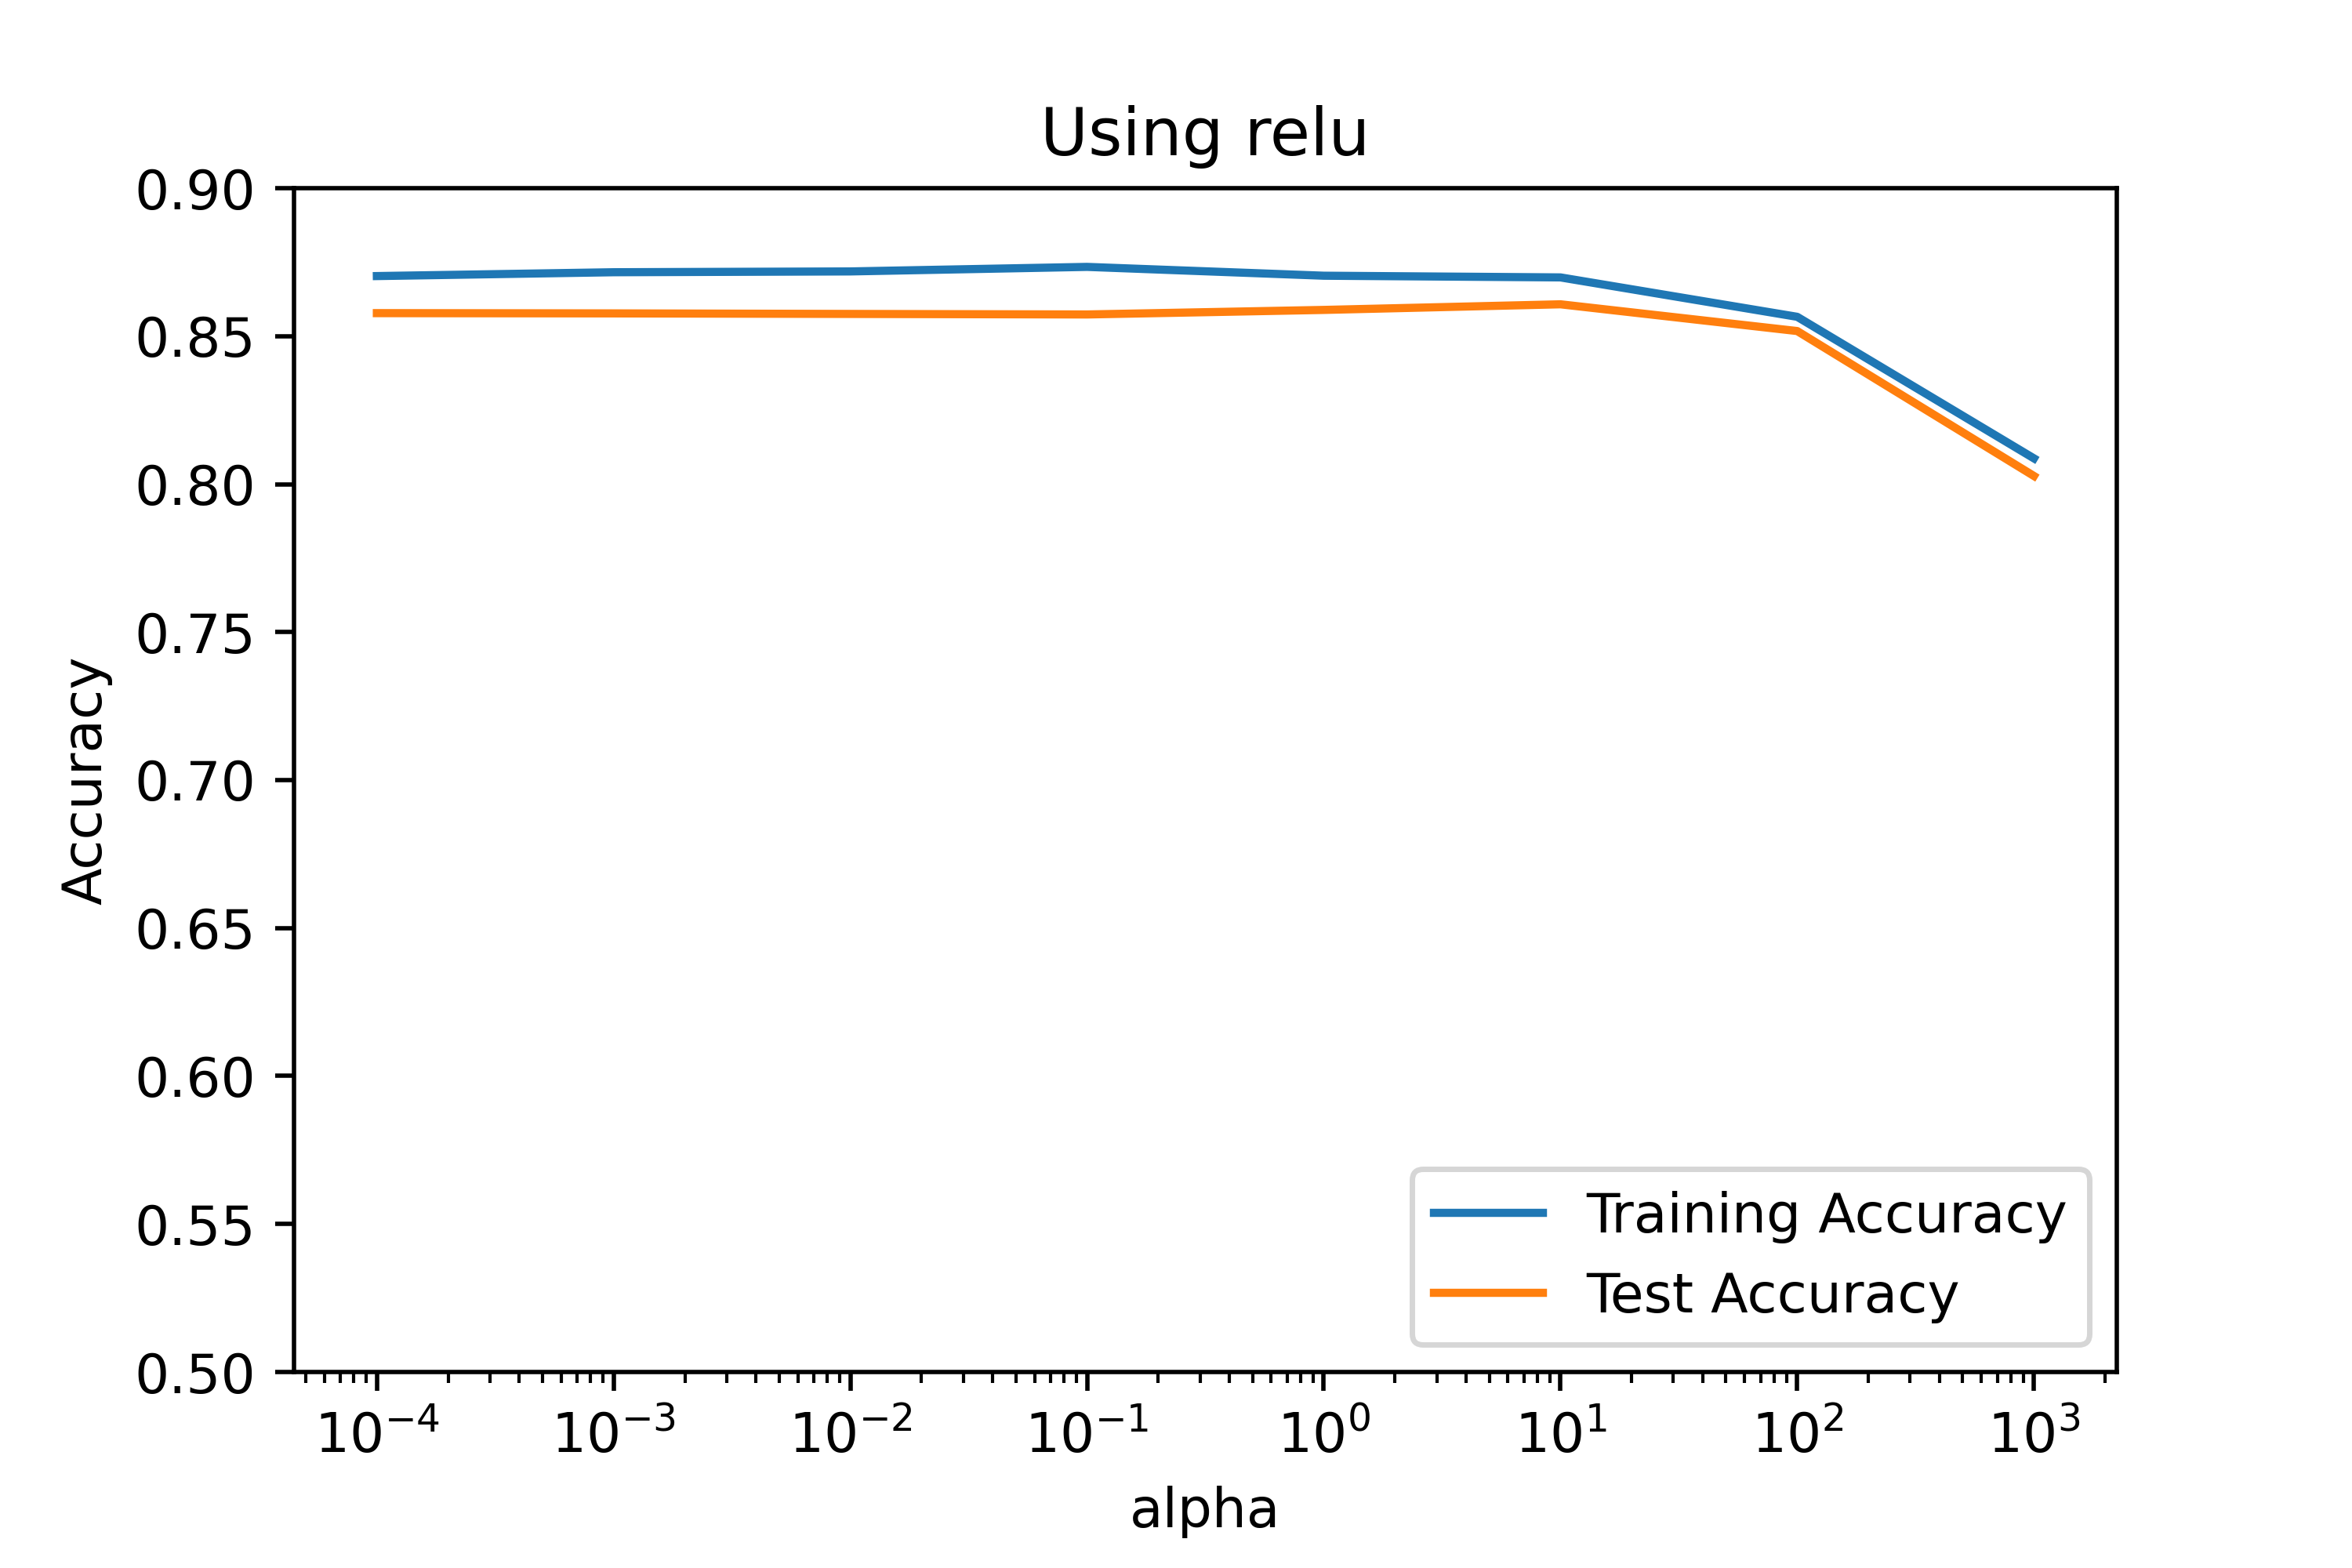 Using relu
0.90
0.85
0.80
0.75
0.70
0.65
0.60
0.55
0.50
Accuracy
Training Accuracy
Test Accuracy
10⁻⁴ 10⁻³ 10⁻² 10⁻¹ 10⁰ 10¹ 10² 10³
alpha